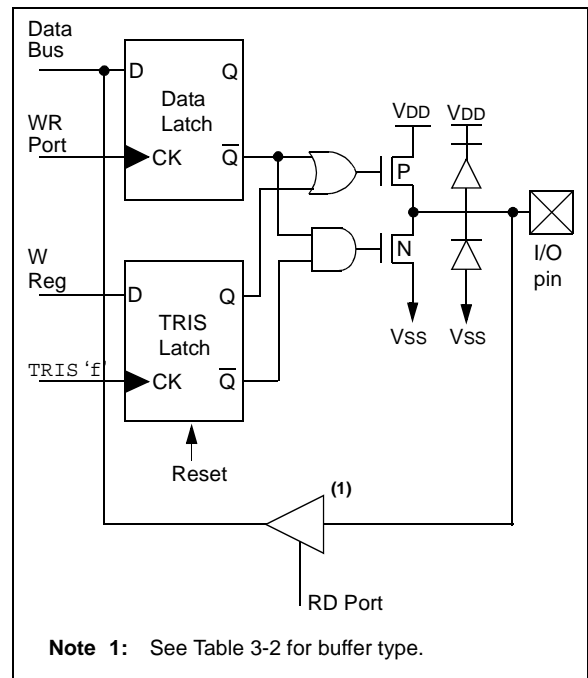 Data
Bus
D
Q
Data
Latch
WR
Port
CK
Q̅
VDD
VDD
P
N
I/O
pin
W
Reg
D
Q
TRIS
Latch
VSS
VSS
TRIS ‘f’
CK
Q̅
Reset
(1)
RD Port
Note 1: See Table 3-2 for buffer type.